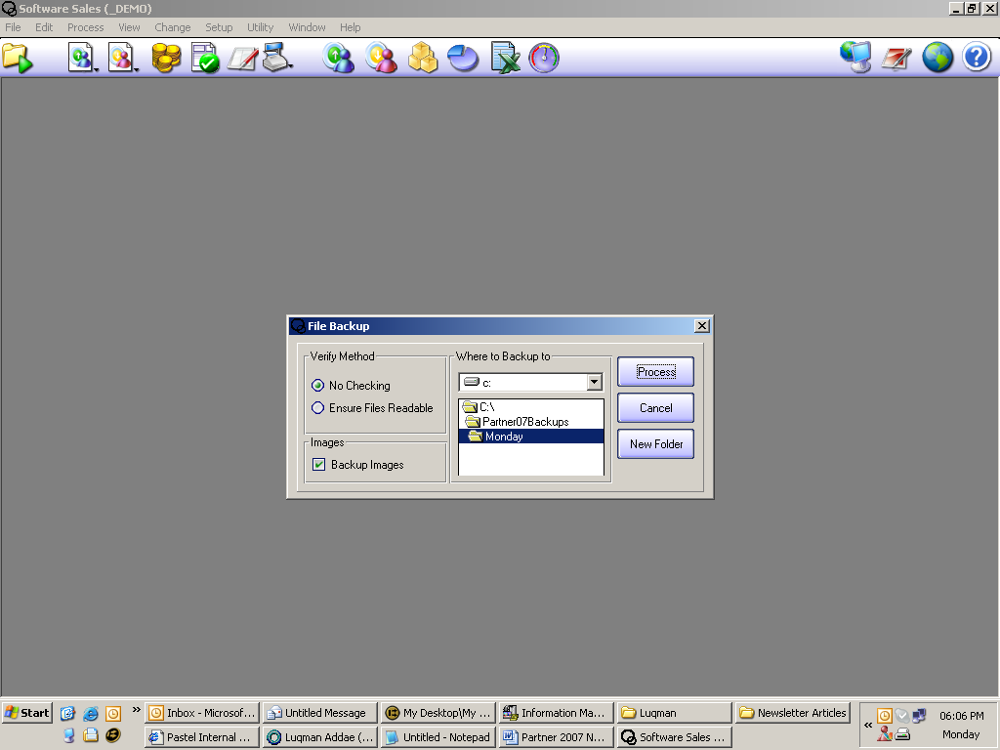 Software Sales (_DEMO)
File Edit Process View Change Setup Utility Window Help
File Backup
Verify Method
No Checking
Ensure Files Readable
Images
Backup Images
Where to Backup to
c:
C:\
Partner07Backups
Monday
Process
Cancel
New Folder
Start
Inbox - Microsof... Untitled Message My Desktop\My ... Information Ma... Luqman Newsletter Articles
Pastel Internal ... Luqman Addae (... Untitled - Notepad Partner 2007 N... Software Sales ...
06:06 PM
Monday